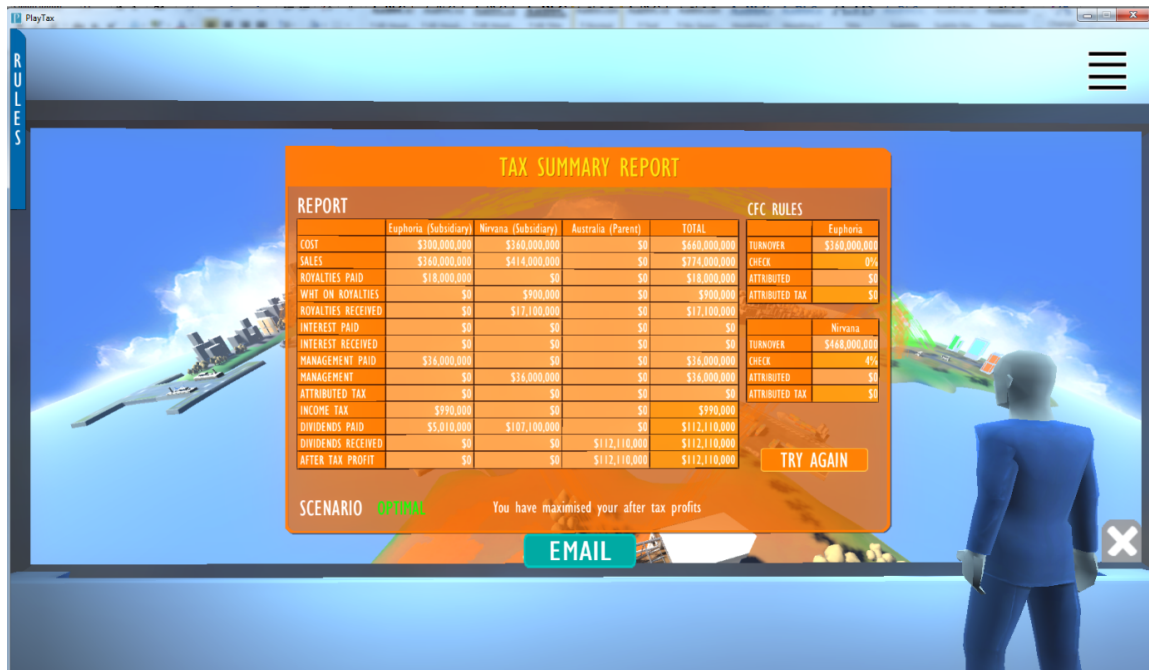 PlayTax
RULES
TAX SUMMARY REPORT
REPORT
Euphoria (Subsidiary) Nirvana (Subsidiary) Australia (Parent) TOTAL
COST $300,000,000 $360,000,000 $0 $660,000,000
SALES $360,000,000 $414,000,000 $0 $774,000,000
ROYALTIES PAID $18,000,000 $0 $0 $18,000,000
WHT ON ROYALTIES $0 $900,000 $0 $900,000
ROYALTIES RECEIVED $0 $17,100,000 $0 $17,100,000
INTEREST PAID $0 $0 $0 $0
INTEREST RECEIVED $0 $0 $0 $0
MANAGEMENT PAID $36,000,000 $0 $0 $36,000,000
MANAGEMENT $0 $36,000,000 $0 $36,000,000
ATTRIBUTED TAX $0 $0 $0 $0
INCOME TAX $990,000 $0 $0 $990,000
DIVIDENDS PAID $5,010,000 $107,100,000 $0 $112,110,000
DIVIDENDS RECEIVED $0 $0 $112,110,000 $112,110,000
AFTER TAX PROFIT $0 $0 $112,110,000 $112,110,000
CFC RULES
Euphoria
TURNOVER $360,000,000
CHECK 0%
ATTRIBUTED $0
ATTRIBUTED TAX $0
Nirvana
TURNOVER $468,000,000
CHECK 4%
ATTRIBUTED $0
ATTRIBUTED TAX $0
TRY AGAIN
SCENARIO OPTIMAL You have maximised your after tax profits
EMAIL